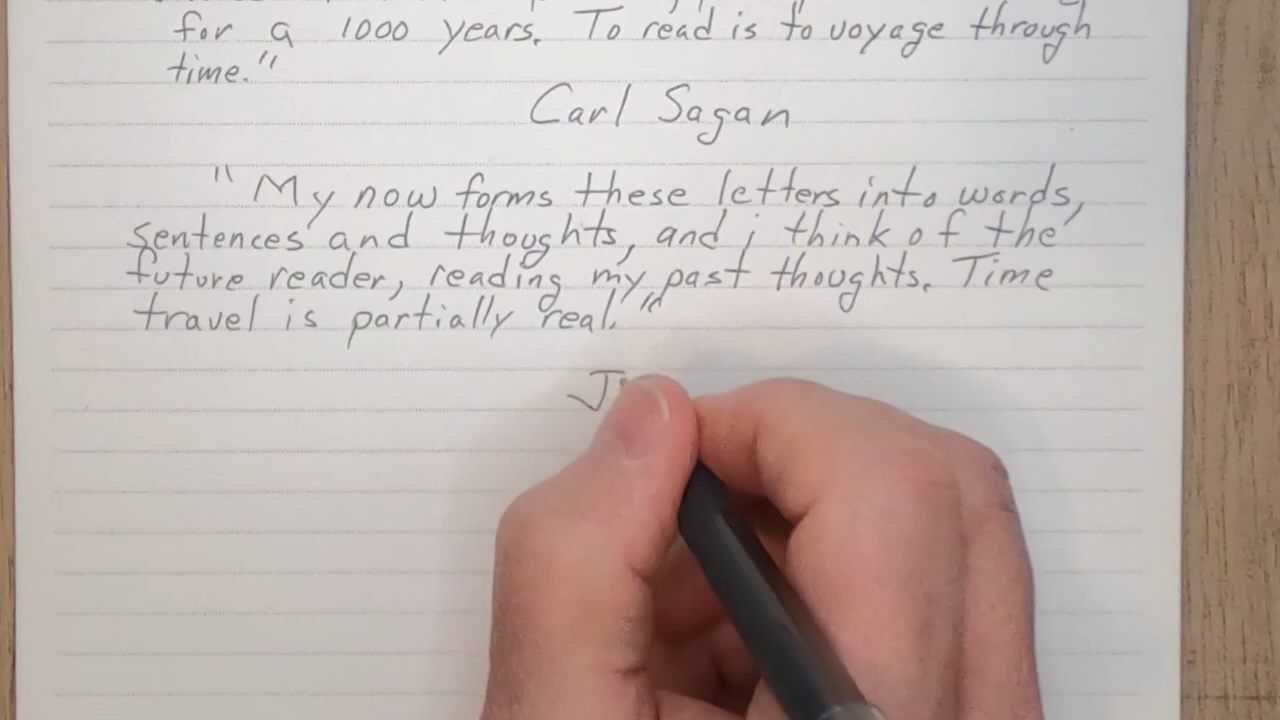 for a 1000 years. To read is to voyage through
time."
Carl Sagan
"My now forms these letters into words,
sentences and thoughts, and i think of the
future reader, reading my past thoughts. Time
travel is partially real."
J